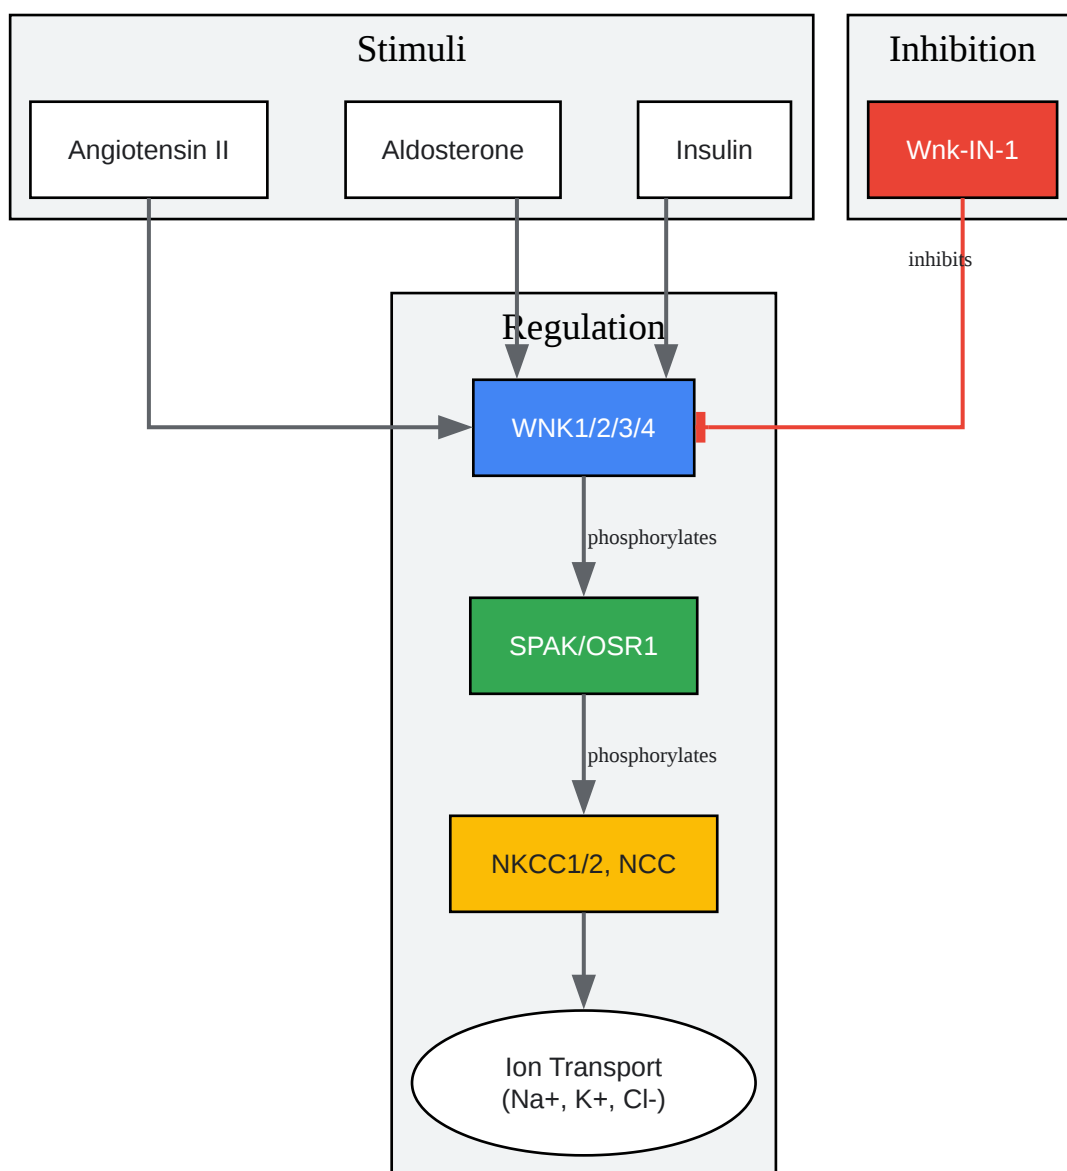 Stimuli
Inhibition
Angiotensin II
Aldosterone
Insulin
Wnk-IN-1
inhibits
Regulation
WNK1/2/3/4
phosphorylates
SPAK/OSR1
phosphorylates
NKCC1/2, NCC
Ion Transport
(Na+, K+, Cl-)